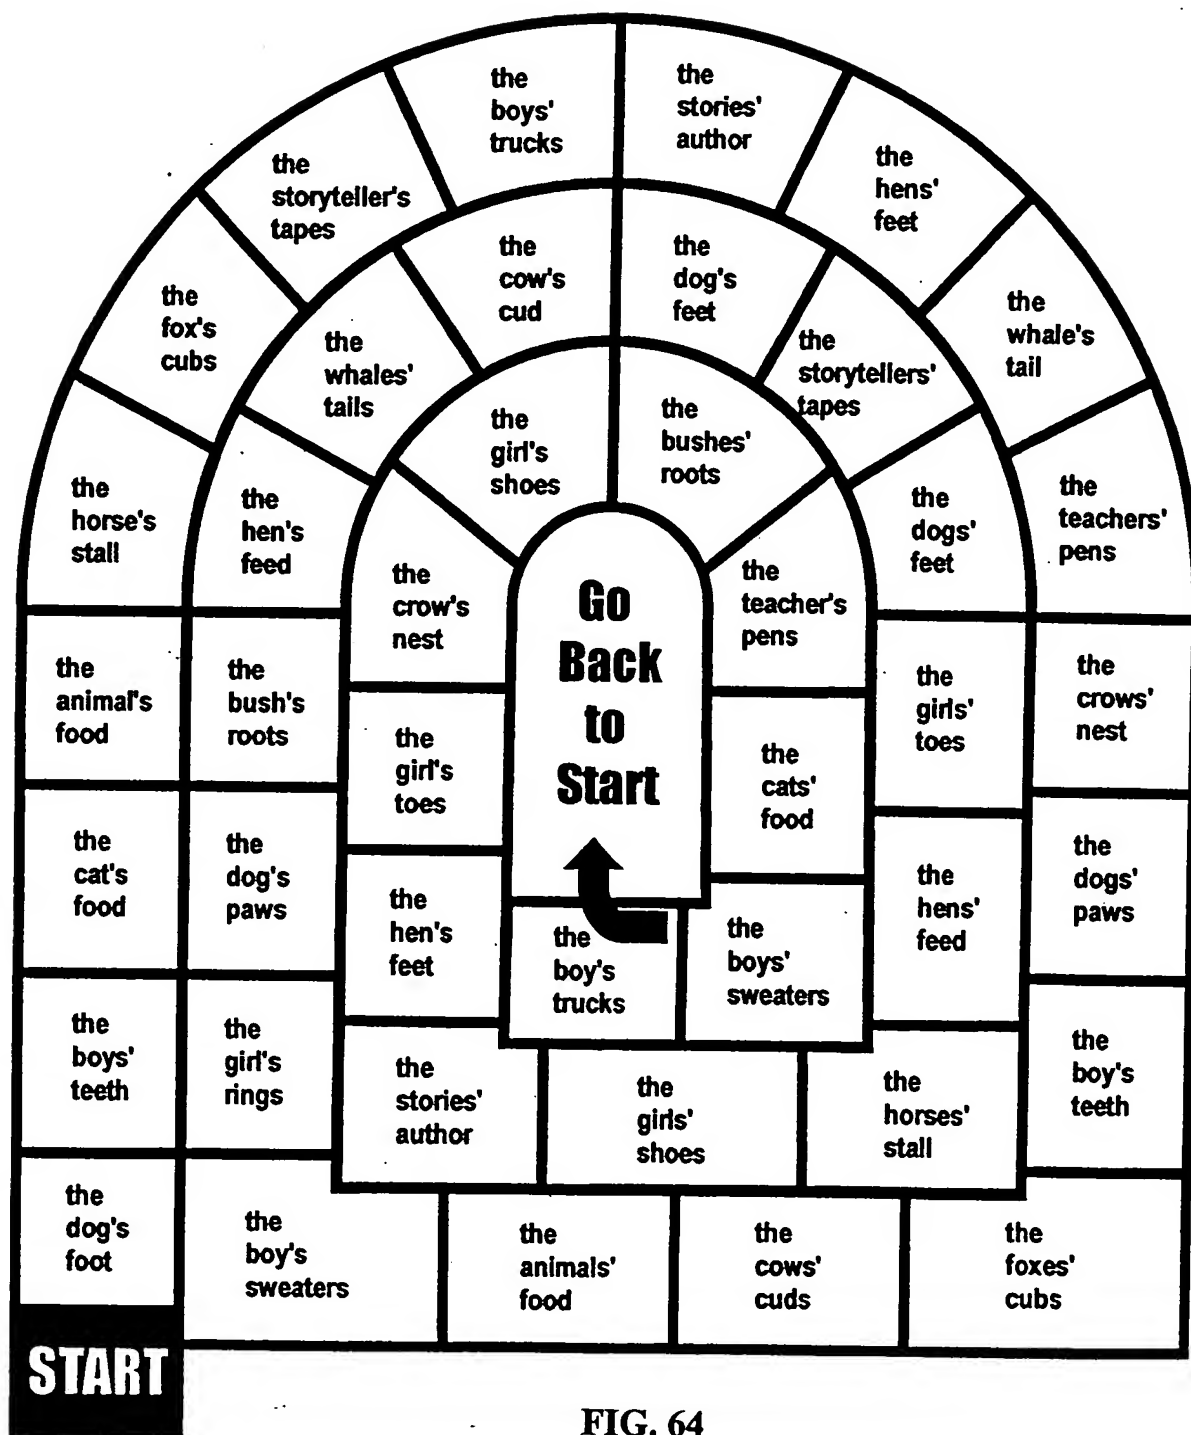 the
boys'
trucks
the
stories'
author
the
storyteller's
tapes
the
hens'
feet
the
fox's
cubs
the
cow's
cud
the
dog's
feet
the
whale's
tail
the
whales'
tails
the
storytellers'
tapes
the
girl's
shoes
the
bushes'
roots
the
horse's
stall
the
hen's
feed
the
dogs'
feet
the
teachers'
pens
the
crow's
nest
Go
Back
to
Start
the
teacher's
pens
the
animal's
food
the
bush's
roots
the
girls'
toes
the
crows'
nest
the
girl's
toes
the
cats'
food
the
cat's
food
the
dog's
paws
the
hens'
feed
the
dogs'
paws
the
hen's
feet
the
boy's
trucks
the
boys'
sweaters
the
boys'
teeth
the
girl's
rings
the
boy's
teeth
the
stories'
author
the
girls'
shoes
the
horses'
stall
the
dog's
foot
the
boy's
sweaters
the
animals'
food
the
cows'
cuds
the
foxes'
cubs
START
FIG. 64